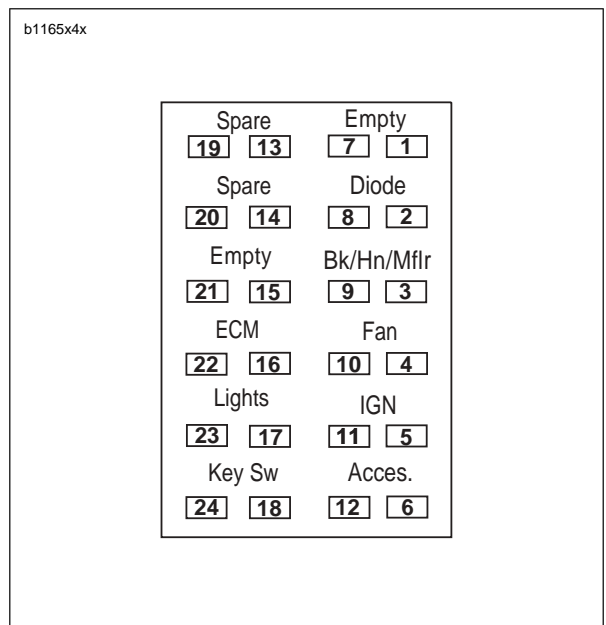 b1165x4x
Spare Empty
19 13 7 1
Spare Diode
20 14 8 2
Empty Bk/Hn/Mflr
21 15 9 3
ECM Fan
22 16 10 4
Lights IGN
23 17 11 5
Key Sw Acces.
24 18 12 6